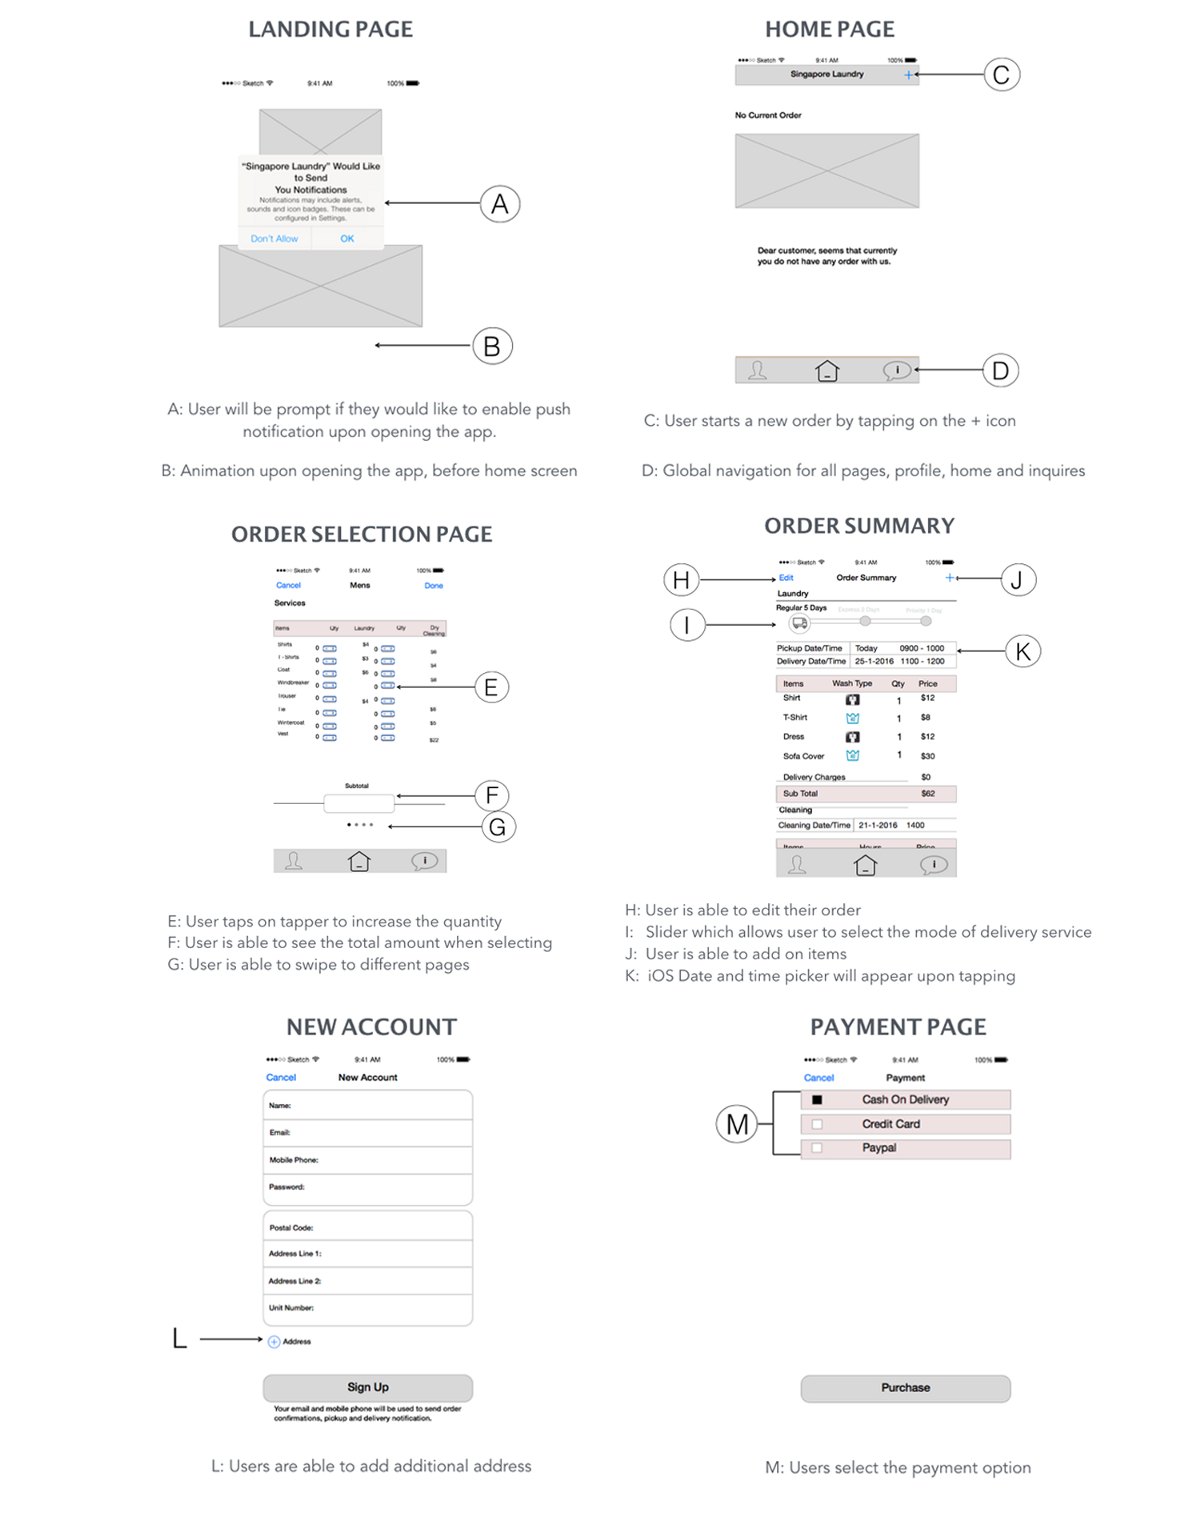 LANDING PAGE
Sketch 9:41 AM 100%
"Singapore Laundry" Would Like
to Send
You Notifications
Notifications may include alerts,
sounds and icon badges. These can be
configured in Settings.
Don't Allow OK
A
B
A: User will be prompt if they would like to enable push
notification upon opening the app.
B: Animation upon opening the app, before home screen
HOME PAGE
Sketch 9:41 AM 100%
Singapore Laundry +
C
No Current Order
Dear customer, seems that currently
you do not have any order with us.
i
D
C: User starts a new order by tapping on the + icon
D: Global navigation for all pages, profile, home and inquires
ORDER SELECTION PAGE
Sketch 9:41 AM 100%
Cancel Mens Done
Services
Items Qty Laundry Qty Dry
Cleaning
Shirts 0 $4 0 $6
T - Shirts 0 $3 0 $4
Coat 0 $6 0 $8
Windbreaker 0 0
Trouser 0 $4 0 $6
Tie 0 0 $5
Wintercoat 0 0 $22
Vest 0 0
E
Subtotal
F
G
i
E: User taps on tapper to increase the quantity
F: User is able to see the total amount when selecting
G: User is able to swipe to different pages
ORDER SUMMARY
Sketch 9:41 AM 100%
H Edit Order Summary + J
Laundry
Regular 5 Days Express 3 Days Priority 1 Day
I
Pickup Date/Time Today 0900 - 1000
K
Delivery Date/Time 25-1-2016 1100 - 1200
Items Wash Type Qty Price
Shirt 1 $12
T-Shirt 1 $8
Dress 1 $12
Sofa Cover 1 $30
Delivery Charges $0
Sub Total $62
Cleaning
Cleaning Date/Time 21-1-2016 1400
Items Hours Price
i
H: User is able to edit their order
I: Slider which allows user to select the mode of delivery service
J: User is able to add on items
K: iOS Date and time picker will appear upon tapping
NEW ACCOUNT
Sketch 9:41 AM 100%
Cancel New Account
Name:
Email:
Mobile Phone:
Password:
Postal Code:
Address Line 1:
Address Line 2:
Unit Number:
L + Address
Sign Up
Your email and mobile phone will be used to send order
confirmations, pickup and delivery notification.
L: Users are able to add additional address
PAYMENT PAGE
Sketch 9:41 AM 100%
Cancel Payment
Cash On Delivery
M Credit Card
Paypal
Purchase
M: Users select the payment option